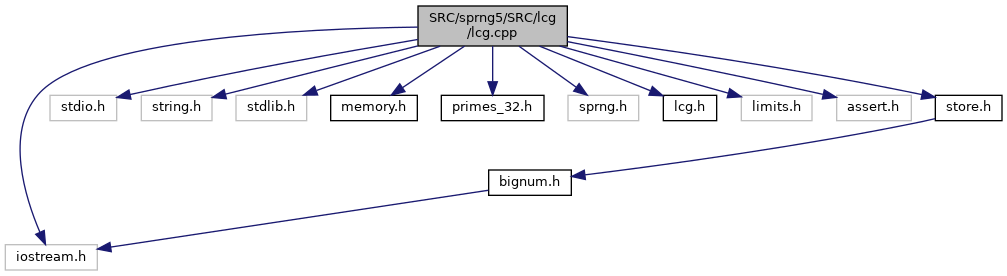 SRC/sprng5/SRC/lcg
/lcg.cpp
stdio.h
string.h
stdlib.h
memory.h
primes_32.h
sprng.h
lcg.h
limits.h
assert.h
store.h
bignum.h
iostream.h